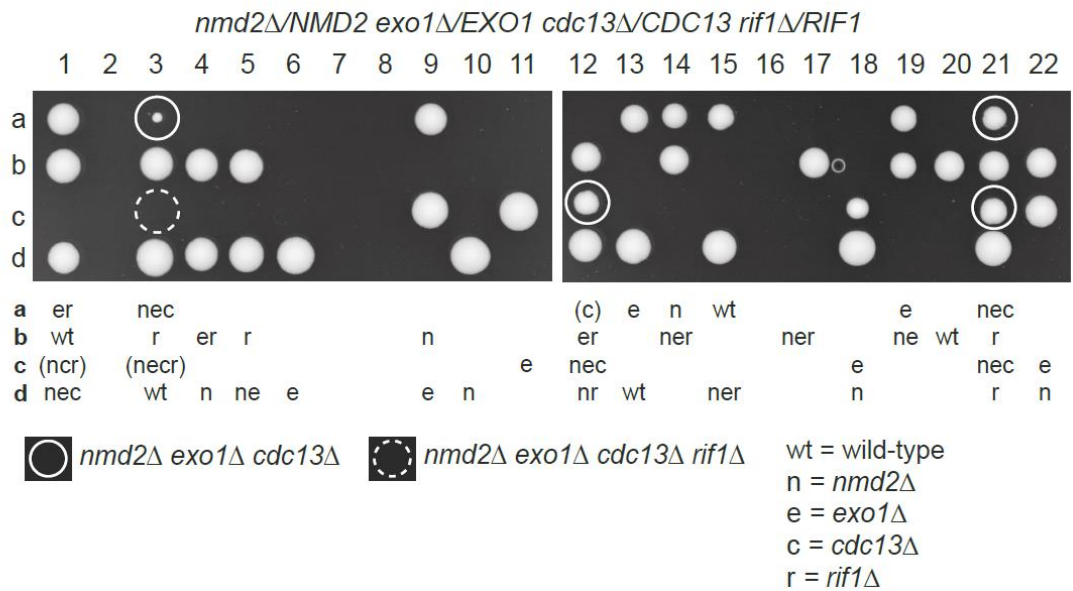 nmd2Δ/NMD2 exo1Δ/EXO1 cdc13Δ/CDC13 rif1Δ/RIF1
1 2 3 4 5 6 7 8 9 10 11 12 13 14 15 16 17 18 19 20 21 22
a
b
c
d
a er nec (c) e n wt e nec
b wt r er r n er ner ner ne wt r
c (ncr) (necr) e nec e nec e
d nec wt n ne e e n nr wt ner n r n
nmd2Δ exo1Δ cdc13Δ
nmd2Δ exo1Δ cdc13Δ rif1Δ
wt = wild-type
n = nmd2Δ
e = exo1Δ
c = cdc13Δ
r = rif1Δ